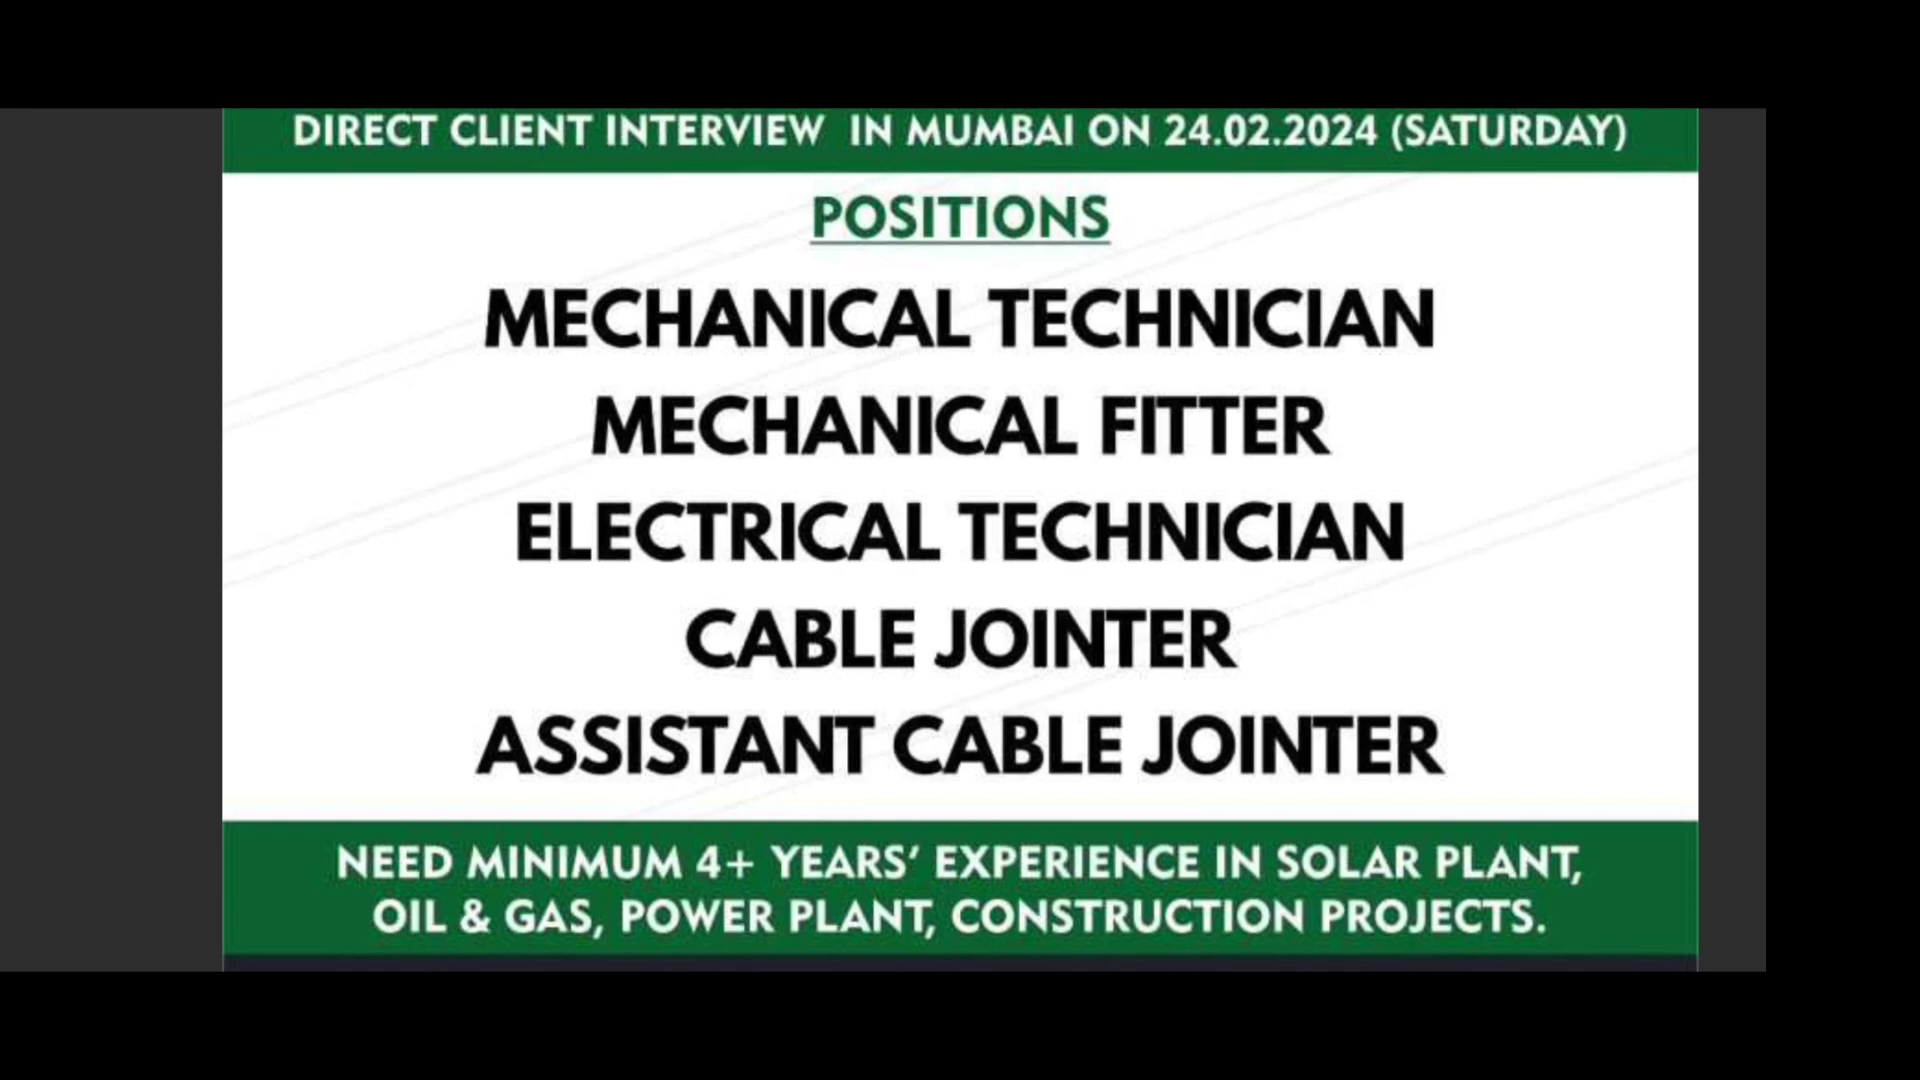 DIRECT CLIENT INTERVIEW IN MUMBAI ON 24.02.2024 (SATURDAY)
POSITIONS
MECHANICAL TECHNICIAN
MECHANICAL FITTER
ELECTRICAL TECHNICIAN
CABLE JOINTER
ASSISTANT CABLE JOINTER
NEED MINIMUM 4+ YEARS’ EXPERIENCE IN SOLAR PLANT,
OIL & GAS, POWER PLANT, CONSTRUCTION PROJECTS.